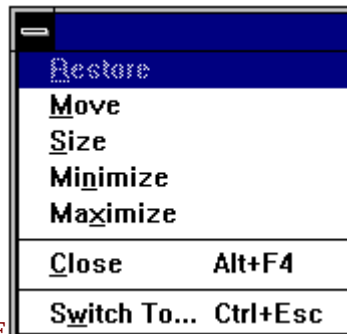 Restore
Move
Size
Minimize
Maximize
Close Alt+F4
Switch To... Ctrl+Esc